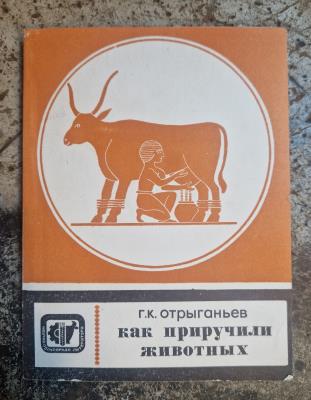 г.к. отрыганьев
как приручили
животных